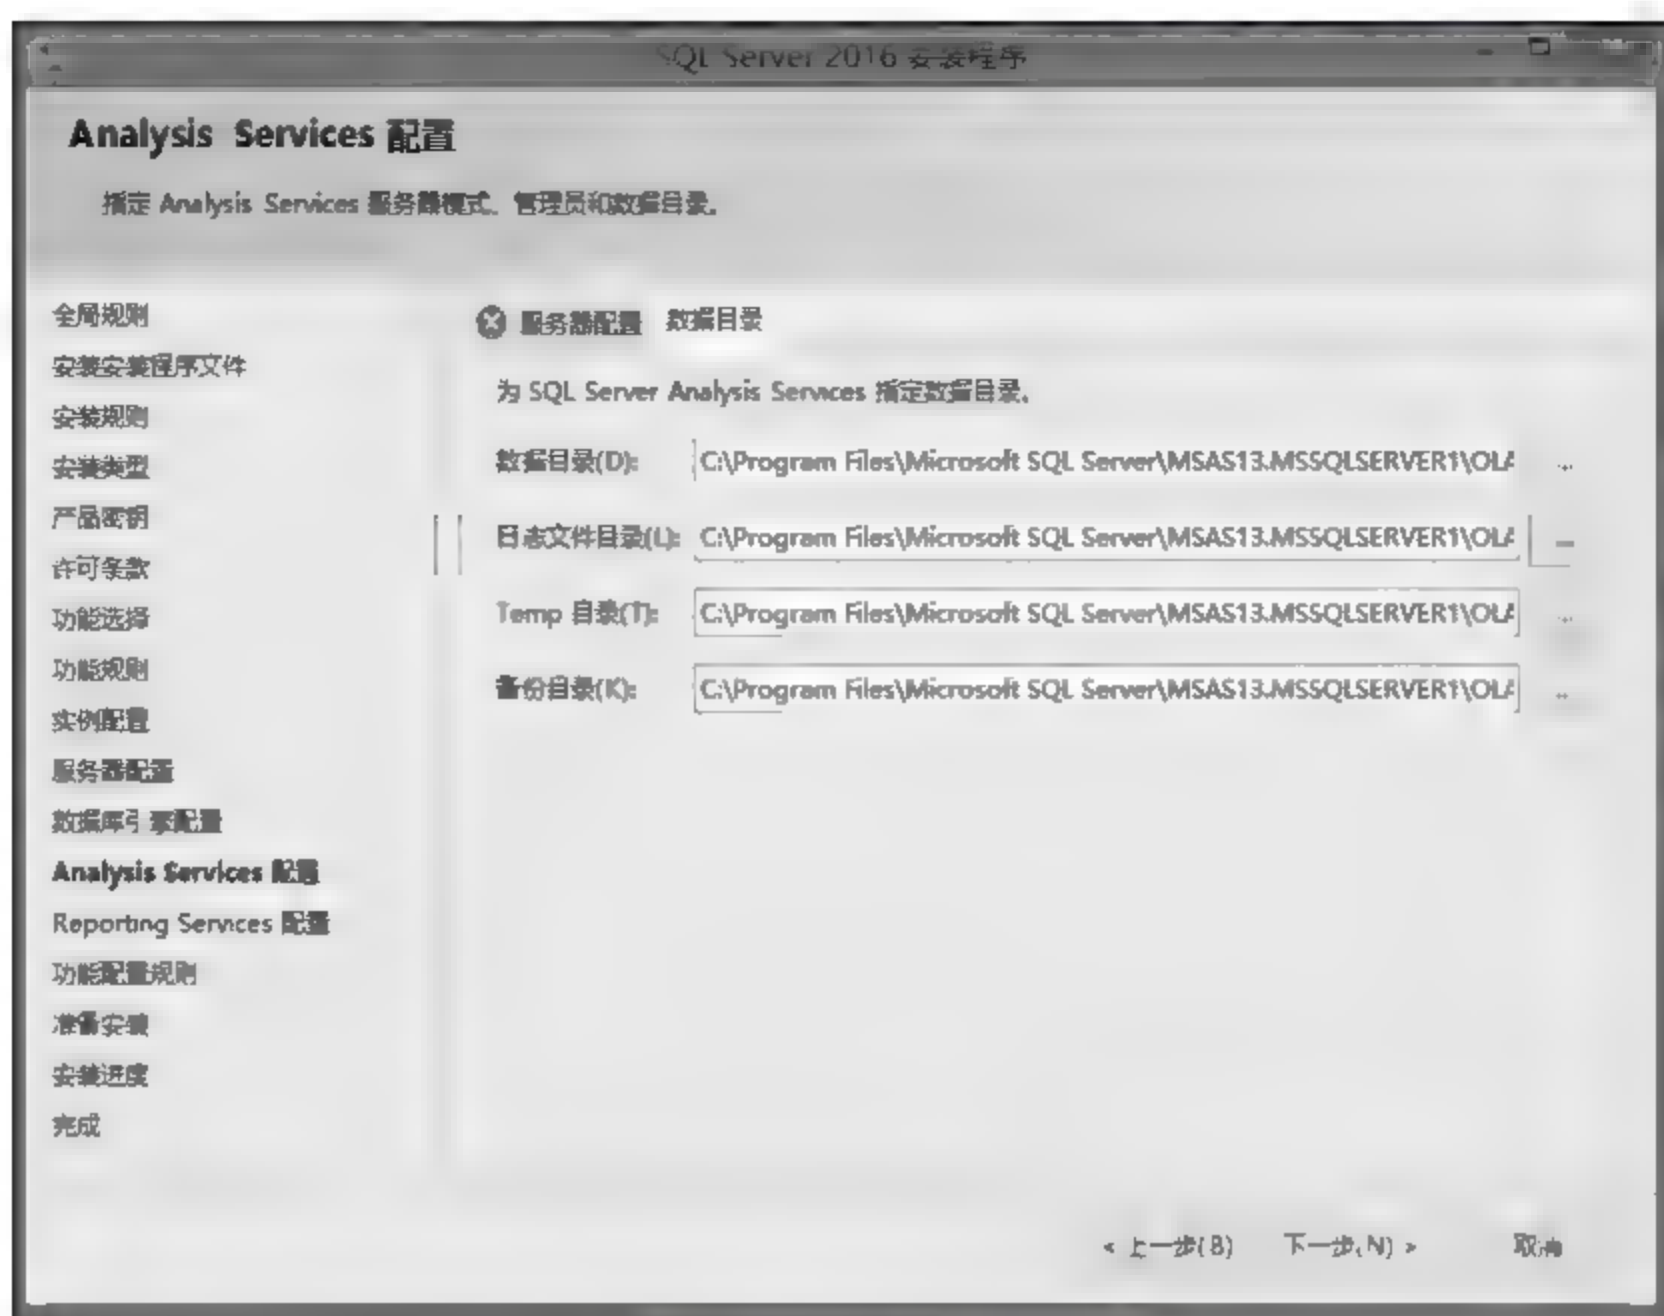 SQL Server 2016 安装程序
Analysis Services 配置
指定 Analysis Services 服务器模式、管理员和数据目录。
全局规则
安装安装程序文件
安装规则
安装类型
产品密钥
许可条款
功能选择
功能规则
实例配置
服务器配置
数据库引擎配置
Analysis Services 配置
Reporting Services 配置
功能配置规则
准备安装
安装进度
完成
服务器配置 数据目录
为 SQL Server Analysis Services 指定数据目录。
数据目录(D): C:\Program Files\Microsoft SQL Server\MSAS13.MSSQLSERVER1\OLA ...
日志文件目录(L): C:\Program Files\Microsoft SQL Server\MSAS13.MSSQLSERVER1\OLA ...
Temp 目录(T): C:\Program Files\Microsoft SQL Server\MSAS13.MSSQLSERVER1\OLA ...
备份目录(K): C:\Program Files\Microsoft SQL Server\MSAS13.MSSQLSERVER1\OLA ...
< 上一步(B) 下一步(N) > 取消